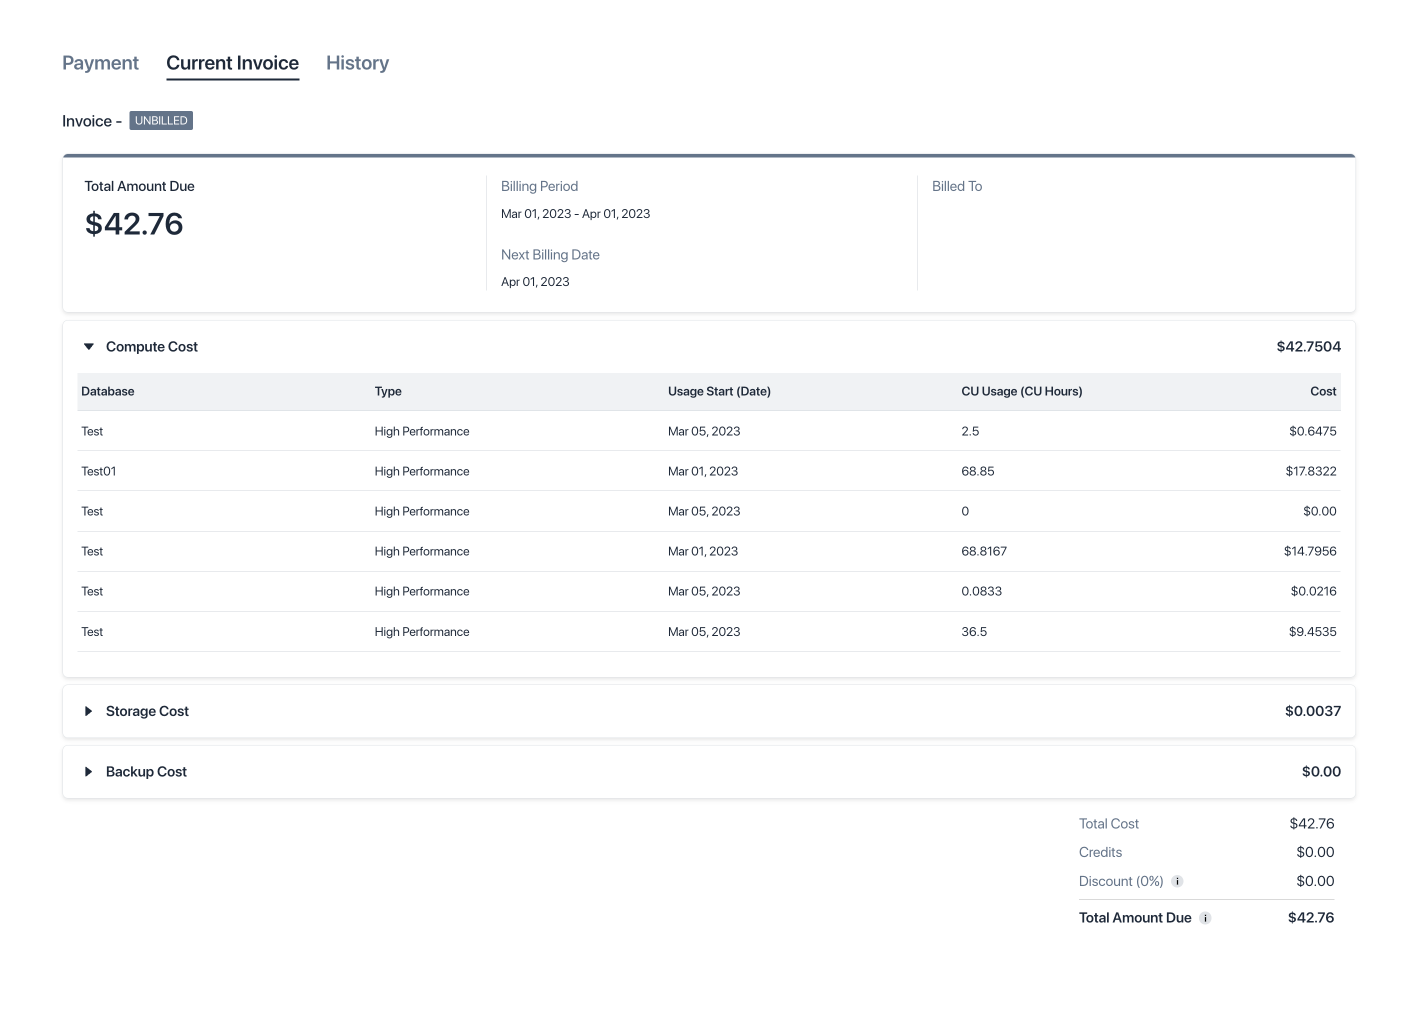 Payment Current Invoice History
Invoice - UNBILLED
Total Amount Due
$42.76
Billing Period
Mar 01, 2023 - Apr 01, 2023
Next Billing Date
Apr 01, 2023
Billed To
Compute Cost $42.7504
Database Type Usage Start (Date) CU Usage (CU Hours) Cost
Test High Performance Mar 05, 2023 2.5 $0.6475
Test01 High Performance Mar 01, 2023 68.85 $17.8322
Test High Performance Mar 05, 2023 0 $0.00
Test High Performance Mar 01, 2023 68.8167 $14.7956
Test High Performance Mar 05, 2023 0.0833 $0.0216
Test High Performance Mar 05, 2023 36.5 $9.4535
Storage Cost $0.0037
Backup Cost $0.00
Total Cost $42.76
Credits $0.00
Discount (0%) i $0.00
Total Amount Due i $42.76